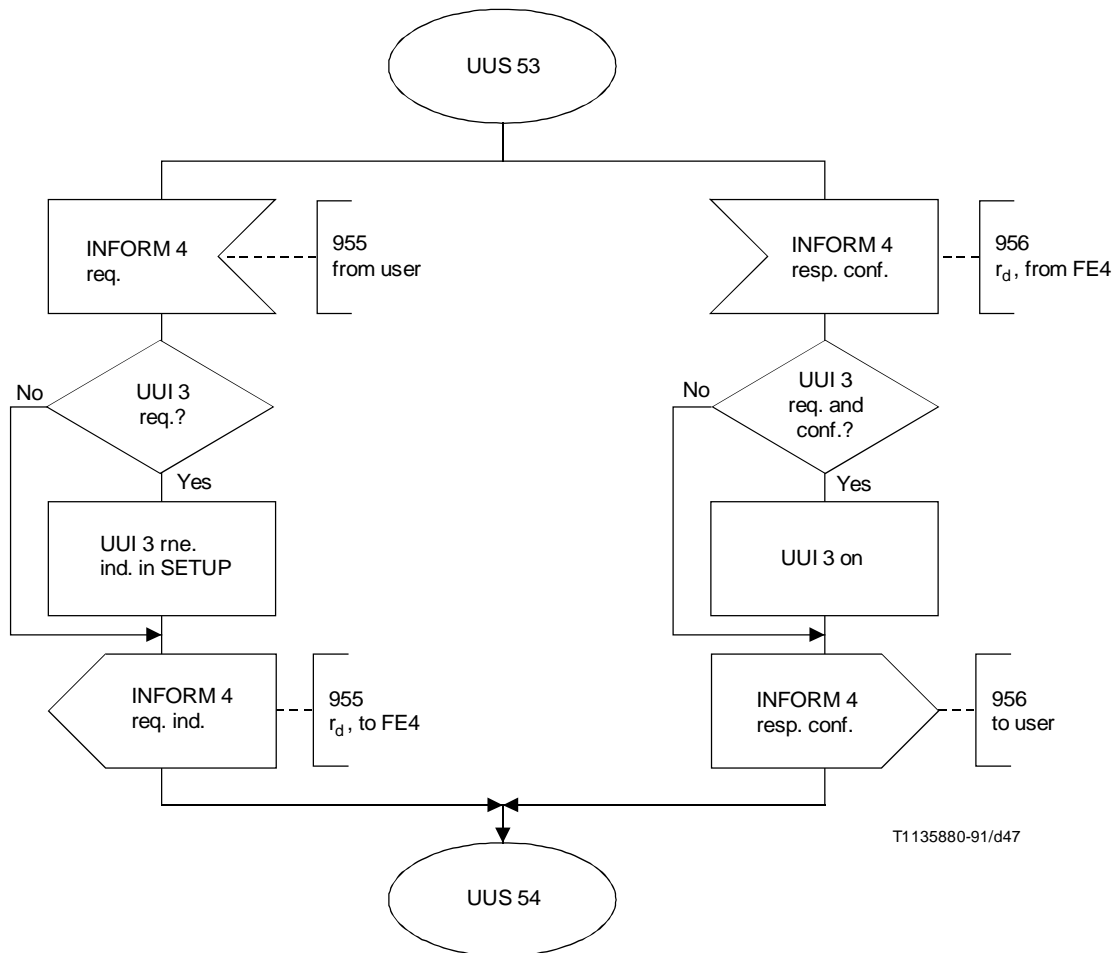 UUS 53
INFORM 4
req.
955
from user
INFORM 4
resp. conf.
956
rd, from FE4
No
UUI 3
req.?
Yes
No
UUI 3
req. and
conf.?
Yes
UUI 3 rne.
ind. in SETUP
UUI 3 on
INFORM 4
req. ind.
955
rd, to FE4
INFORM 4
resp. conf.
956
to user
T1135880-91/d47
UUS 54